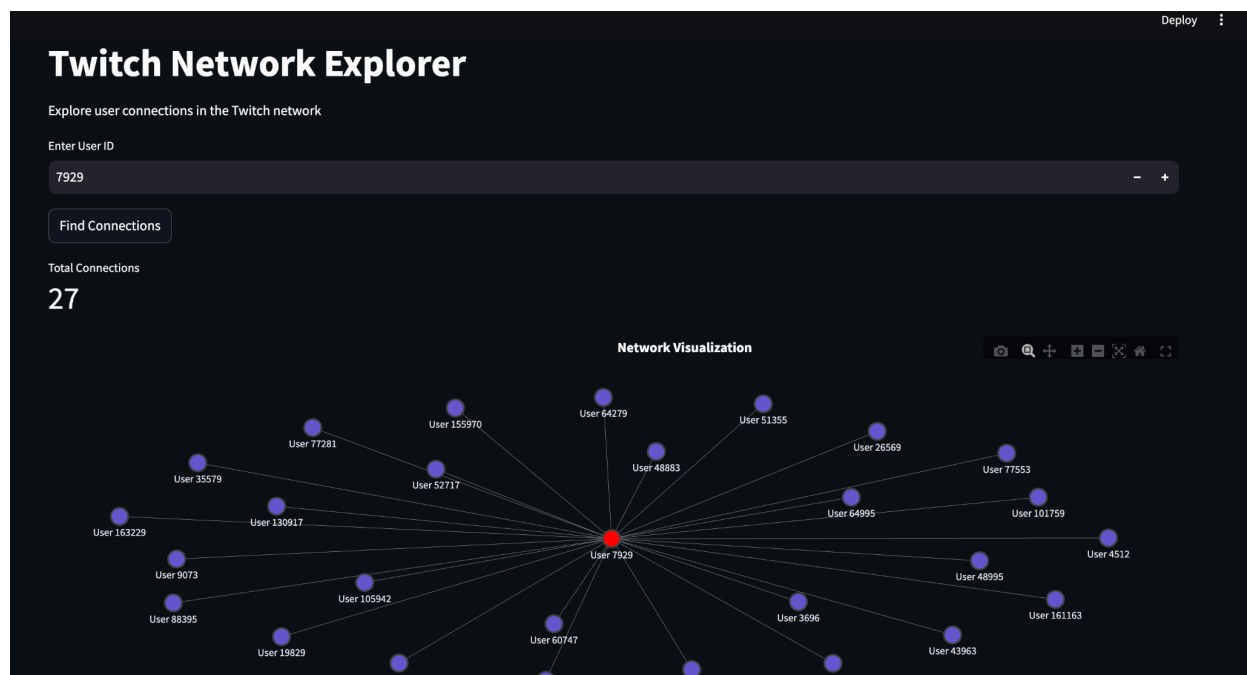 Deploy
Twitch Network Explorer
Explore user connections in the Twitch network
Enter User ID
7929
Find Connections
Total Connections
27
Network Visualization
User 64279
User 51355
User 155970
User 77281
User 26569
User 48883
User 77553
User 35579
User 52717
User 64995
User 101759
User 130917
User 163229
User 7929
User 4512
User 9073
User 48995
User 105942
User 88395
User 3696
User 161163
User 60747
User 19829
User 43963